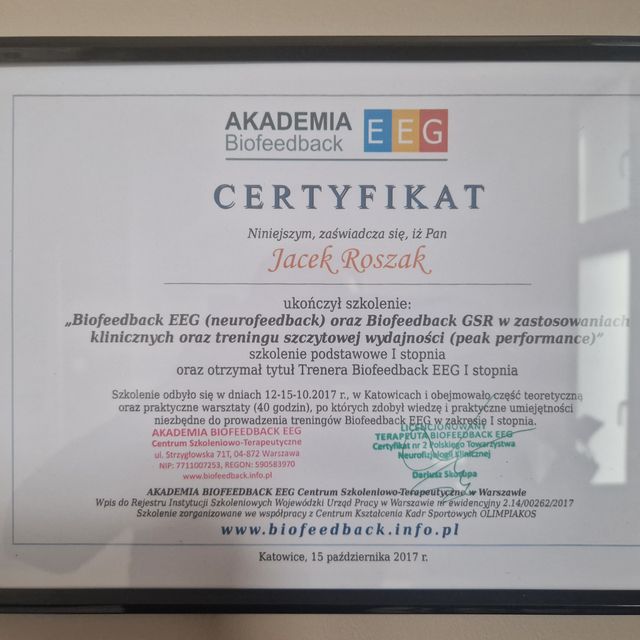 AKADEMIA
Biofeedback
EEG
CERTYFIKAT
Niniejszym, zaświadcza się, iż Pan
Jacek Roszak
ukończył szkolenie:
„Biofeedback EEG (neurofeedback) oraz Biofeedback GSR w zastosowaniach
klinicznych oraz treningu szczytowej wydajności (peak performance)”
szkolenie podstawowe I stopnia
oraz otrzymał tytuł Trenera Biofeedback EEG I stopnia
Szkolenie odbyło się w dniach 12-15-10.2017 r., w Katowicach i obejmowało część teoretyczną
oraz praktyczne warsztaty (40 godzin), po których zdobył wiedzę i praktyczne umiejętności
niezbędne do prowadzenia treningów Biofeedback EEG w zakresie I stopnia.
AKADEMIA BIOFEEDBACK EEG
Centrum Szkoleniowo-Terapeutyczne
ul. Strzygłowska 71T, 04-872 Warszawa
NIP: 7711007253, REGON: 590583970
www.biofeedback.info.pl
LICENCJONOWANY
TERAPEUTA BIOFEEDBACK EEG
Certyfikat nr 2 Polskiego Towarzystwa
Neurofizjologii Klinicznej
Dariusz Skorupa
AKADEMIA BIOFEEDBACK EEG Centrum Szkoleniowo-Terapeutyczne w Warszawie
Wpis do Rejestru Instytucji Szkoleniowych Wojewódzki Urząd Pracy w Warszawie nr ewidencyjny 2.14/00262/2017
Szkolenie zorganizowane we współpracy z Centrum Kształcenia Kadr Sportowych OLIMPIAKOS
www.biofeedback.info.pl
Katowice, 15 października 2017 r.